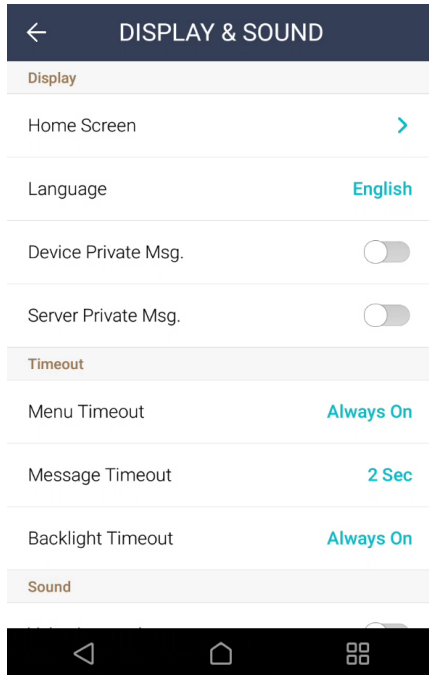 DISPLAY & SOUND
Display
Home Screen
Language English
Device Private Msg.
Server Private Msg.
Timeout
Menu Timeout Always On
Message Timeout 2 Sec
Backlight Timeout Always On
Sound